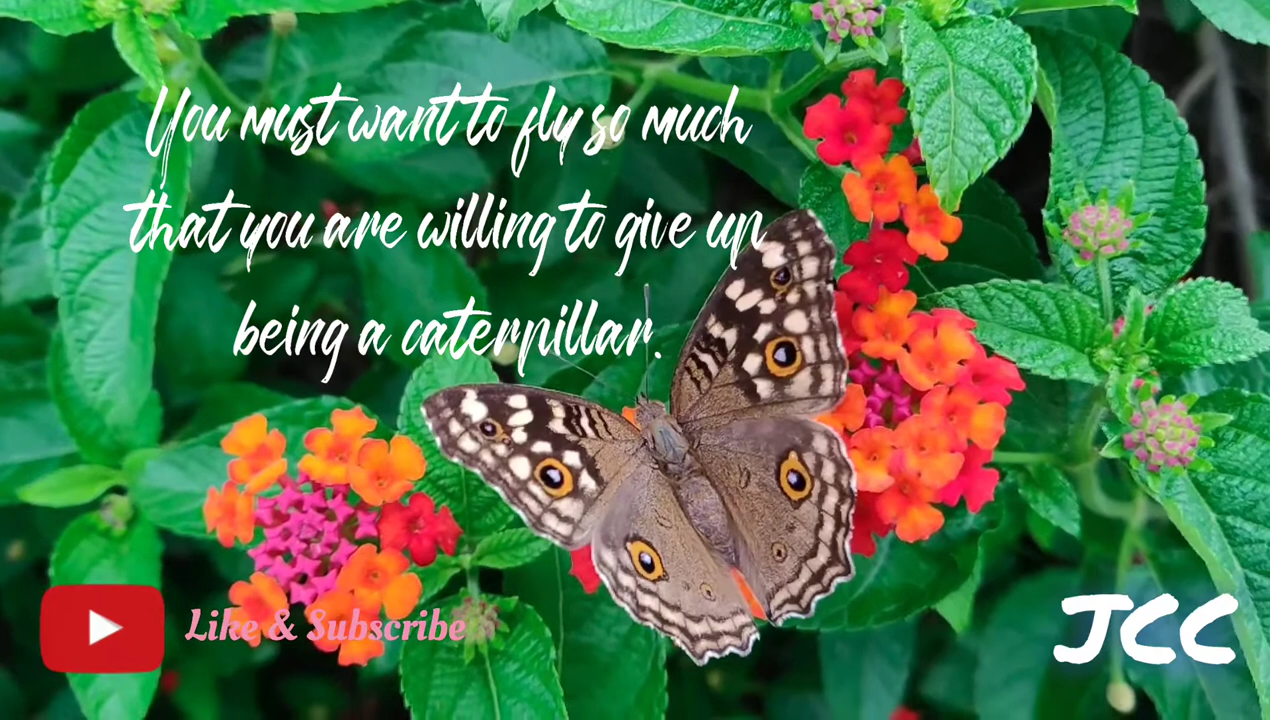 You must want to fly so much
that you are willing to give up
being a caterpillar.
Like & Subscribe
JCC